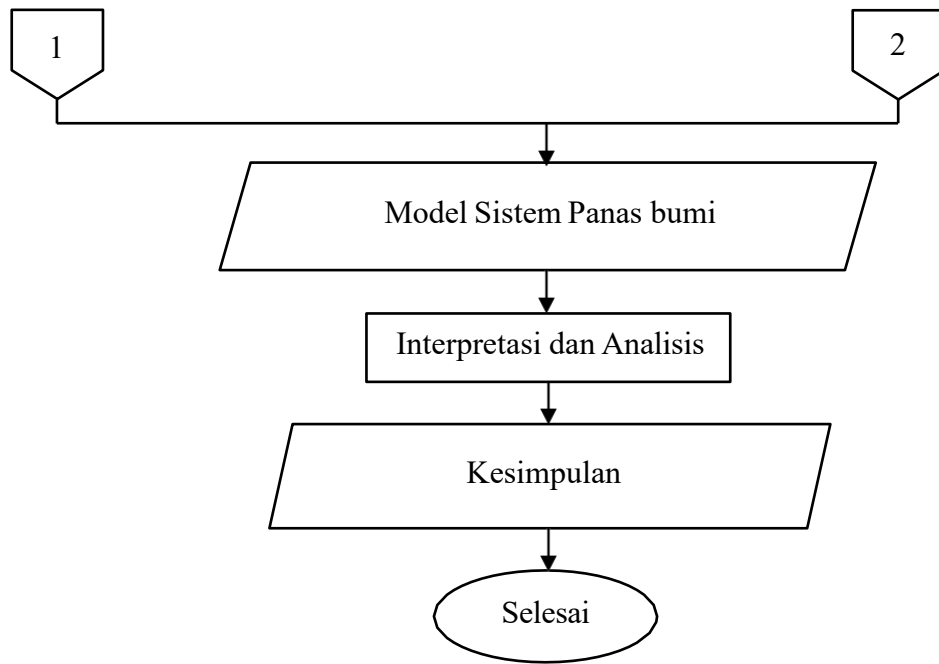 1
2
Model Sistem Panas bumi
Interpretasi dan Analisis
Kesimpulan
Selesai